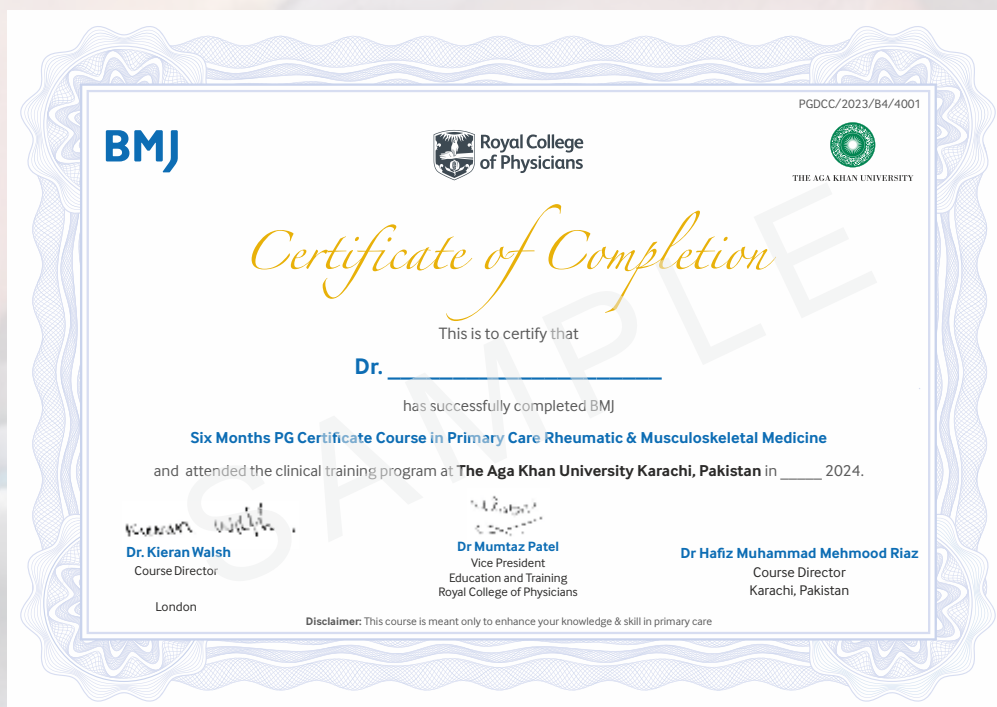 PGDCC/2023/B4/4001
BMJ
Royal College
of Physicians
THE AGA KHAN UNIVERSITY
Certificate of Completion
This is to certify that
Dr. ________________________
has successfully completed BMJ
Six Months PG Certificate Course in Primary Care Rheumatic & Musculoskeletal Medicine
and attended the clinical training program at The Aga Khan University Karachi, Pakistan in _____ 2024.
SAMPLE
Kieran Walsh
Dr. Kieran Walsh
Course Director
London
Dr Mumtaz Patel
Vice President
Education and Training
Royal College of Physicians
Dr Hafiz Muhammad Mehmood Riaz
Course Director
Karachi, Pakistan
Disclaimer: This course is meant only to enhance your knowledge & skill in primary care